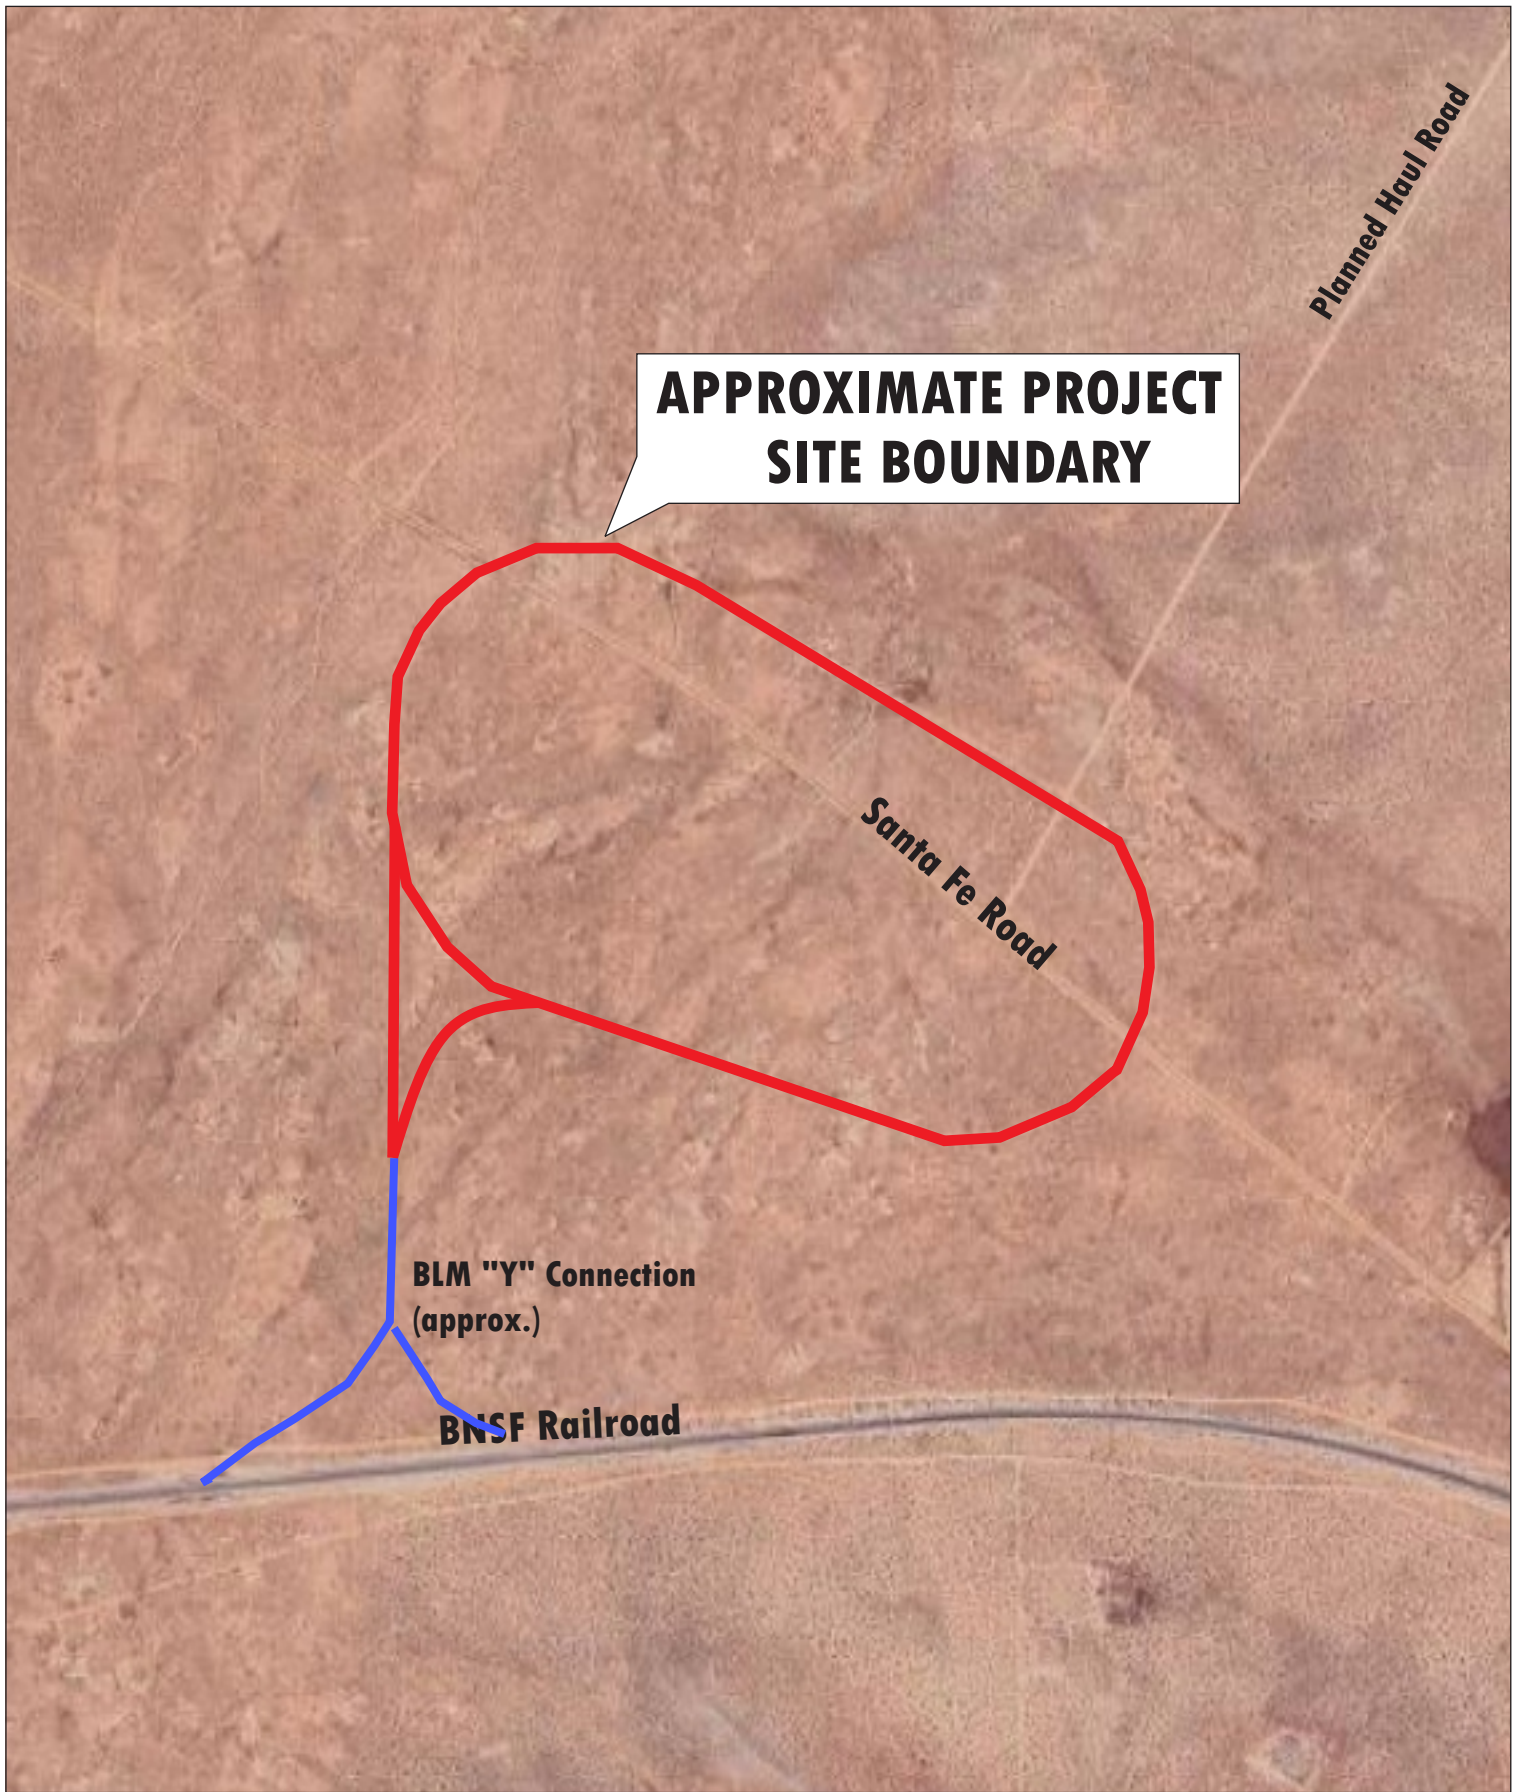 Planned Haul Road
APPROXIMATE PROJECT
SITE BOUNDARY
Santa Fe Road
BLM "Y" Connection
(approx.)
BNSF Railroad